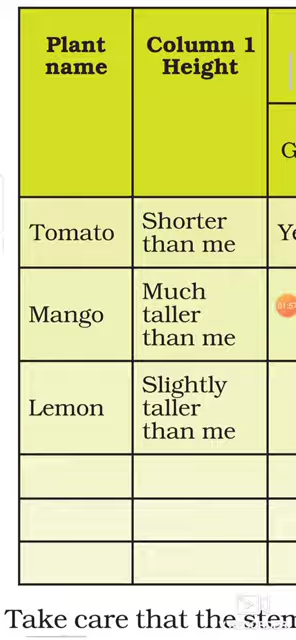 Plant name
Column 1 Height
Tomato
Shorter than me
Mango
Much taller than me
Lemon
Slightly taller than me
Take care that the